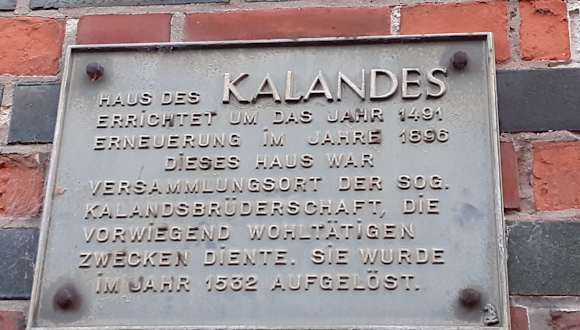 HAUS DES KALANDES
ERRICHTET UM DAS JAHR 1491
ERNEUERUNG IM JAHRE 1896
DIESES HAUS WAR
VERSAMMLUNGSORT DER SOG.
KALANDSBRÜDERSCHAFT, DIE
VORWIEGEND WOHLTÄTIGEN
ZWECKEN DIENTE. SIE WURDE
IM JAHR 1532 AUFGELÖST.